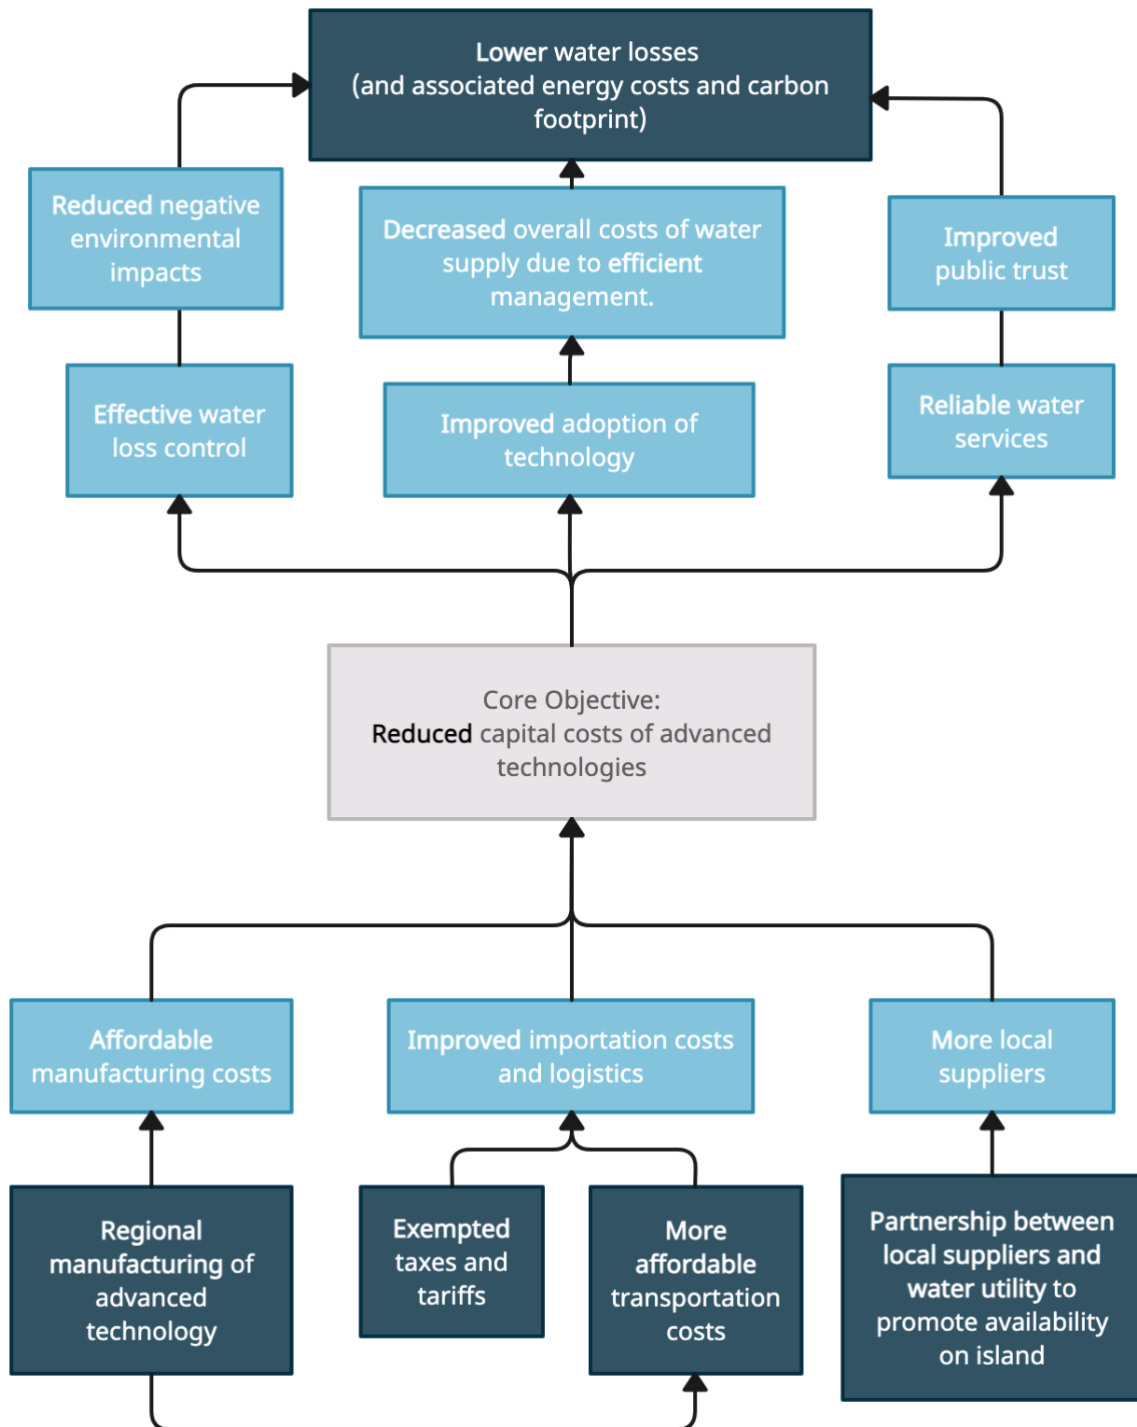 Lower water losses
(and associated energy costs and carbon
footprint)
Reduced negative
environmental
impacts
Decreased overall costs of water
supply due to efficient
management.
Improved
public trust
Effective water
loss control
Improved adoption of
technology
Reliable water
services
Core Objective:
Reduced capital costs of advanced
technologies
Affordable
manufacturing costs
Improved importation costs
and logistics
More local
suppliers
Regional
manufacturing of
advanced
technology
Exempted
taxes and
tariffs
More
affordable
transportation
costs
Partnership between
local suppliers and
water utility to
promote availability
on island